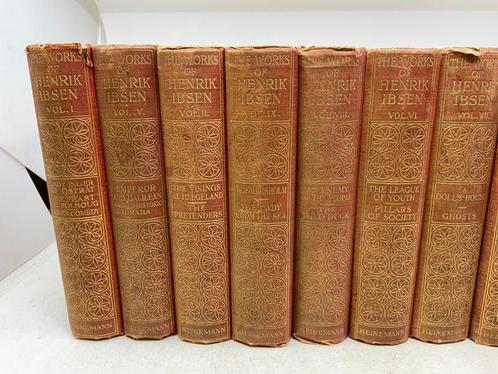 THE WORKS
OF
HENRIK
IBSEN
VOL. I.
HEINEMANN
THE WORKS
OF
HENRIK
IBSEN
VOL. V.
EMPEROR
AND GALILEAN
DRAMA
HEINEMANN
THE WORKS
OF
HENRIK
IBSEN
VOL. II.
THE VIKINGS
AT HELGELAND
THE
PRETENDERS
HEINEMANN
THE WORKS
OF
HENRIK
IBSEN
VOL. IX.
ROSMERSHOLM
THE LADY
FROM THE SEA
HEINEMANN
THE WORKS
OF
HENRIK
IBSEN
VOL. VIII.
AN ENEMY
OF THE PEOPLE
THE
WILD DUCK
HEINEMANN
THE WORKS
OF
HENRIK
IBSEN
VOL. VI
THE LEAGUE
OF YOUTH
PILLARS
OF SOCIETY
HEINEMANN
THE WORKS
OF
HENRIK
IBSEN
VOL. VII.
A
DOLL'S HOUSE
GHOSTS
HEINEMANN